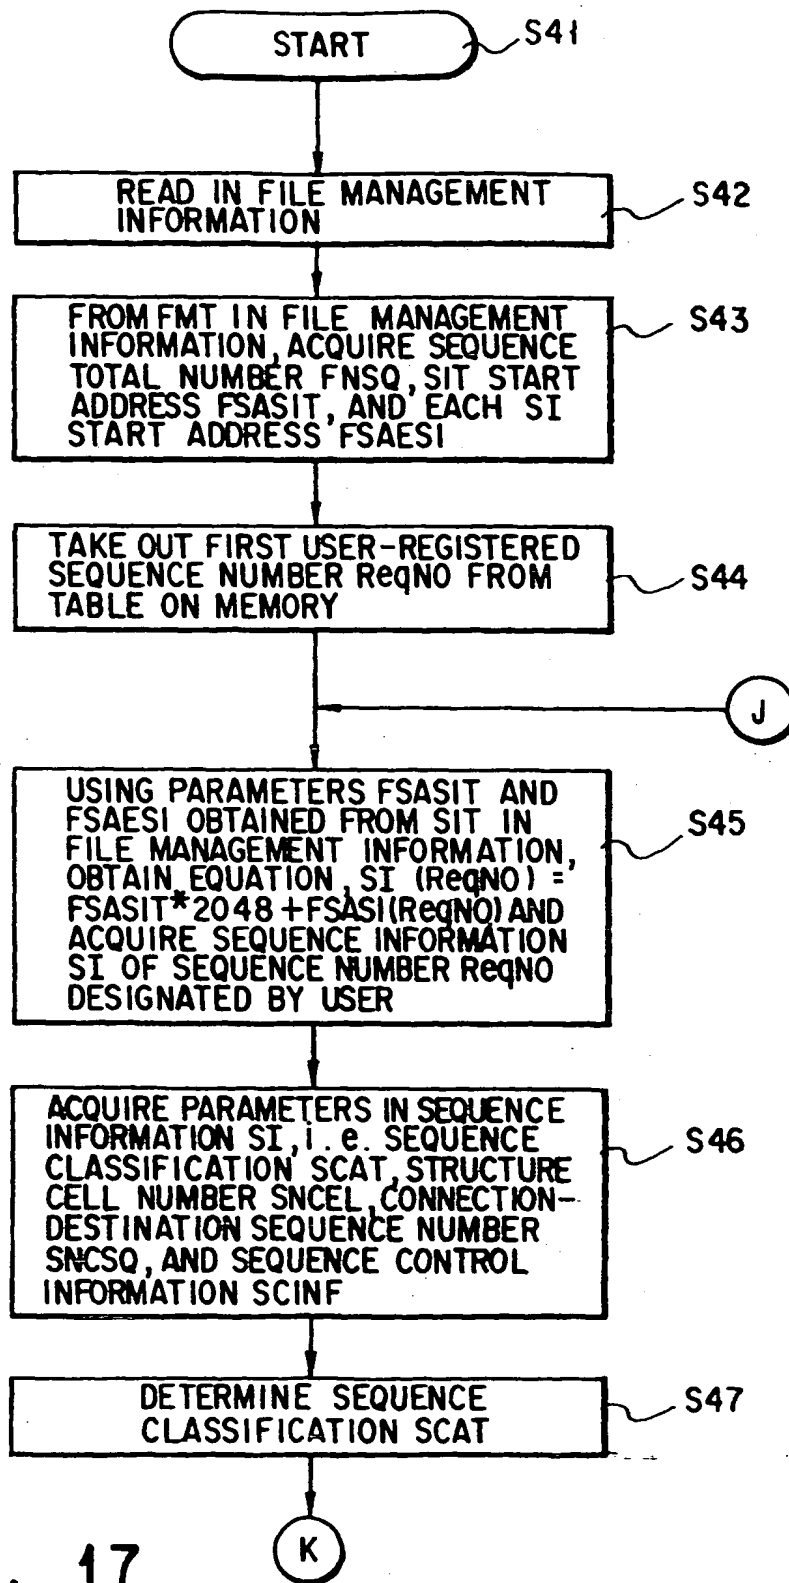 START
S41
READ IN FILE MANAGEMENT
INFORMATION
S42
FROM FMT IN FILE MANAGEMENT
INFORMATION, ACQUIRE SEQUENCE
TOTAL NUMBER FNSQ, SIT START
ADDRESS FSASIT, AND EACH SI
START ADDRESS FSAESI
S43
TAKE OUT FIRST USER-REGISTERED
SEQUENCE NUMBER ReqNO FROM
TABLE ON MEMORY
S44
J
USING PARAMETERS FSASIT AND
FSAESI OBTAINED FROM SIT IN
FILE MANAGEMENT INFORMATION,
OBTAIN EQUATION, SI (ReqNO) =
FSASIT*2048+FSASI(ReqNO) AND
ACQUIRE SEQUENCE INFORMATION
SI OF SEQUENCE NUMBER ReqNO
DESIGNATED BY USER
S45
ACQUIRE PARAMETERS IN SEQUENCE
INFORMATION SI, i.e. SEQUENCE
CLASSIFICATION SCAT, STRUCTURE
CELL NUMBER SNCEL, CONNECTION-
DESTINATION SEQUENCE NUMBER
SNCSQ, AND SEQUENCE CONTROL
INFORMATION SCINF
S46
DETERMINE SEQUENCE
CLASSIFICATION SCAT
S47
K
. 17